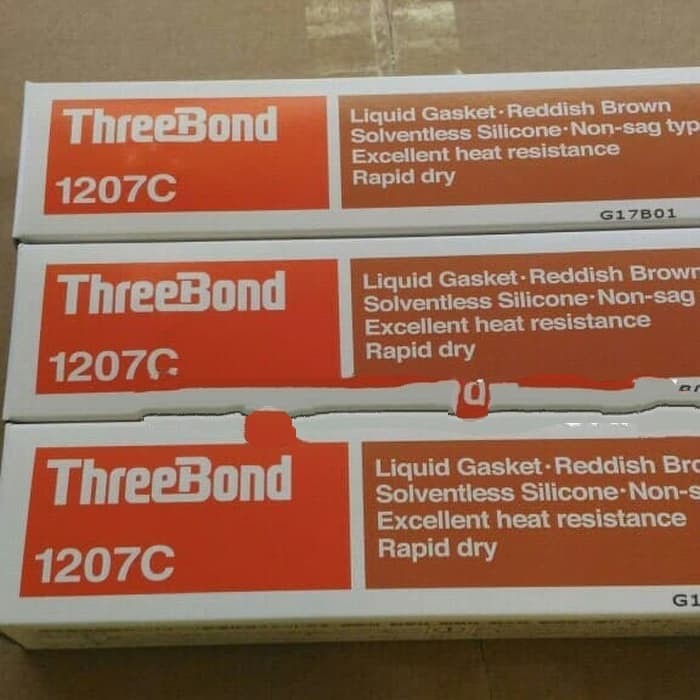 ThreeBond
1207C
Liquid Gasket·Reddish Brown
Solventless Silicone·Non-sag typ
Excellent heat resistance
Rapid dry
G17B01
ThreeBond
1207C
Liquid Gasket·Reddish Brown
Solventless Silicone·Non-sag
Excellent heat resistance
Rapid dry
ThreeBond
1207C
Liquid Gasket·Reddish Bro
Solventless Silicone·Non-s
Excellent heat resistance
Rapid dry
G1